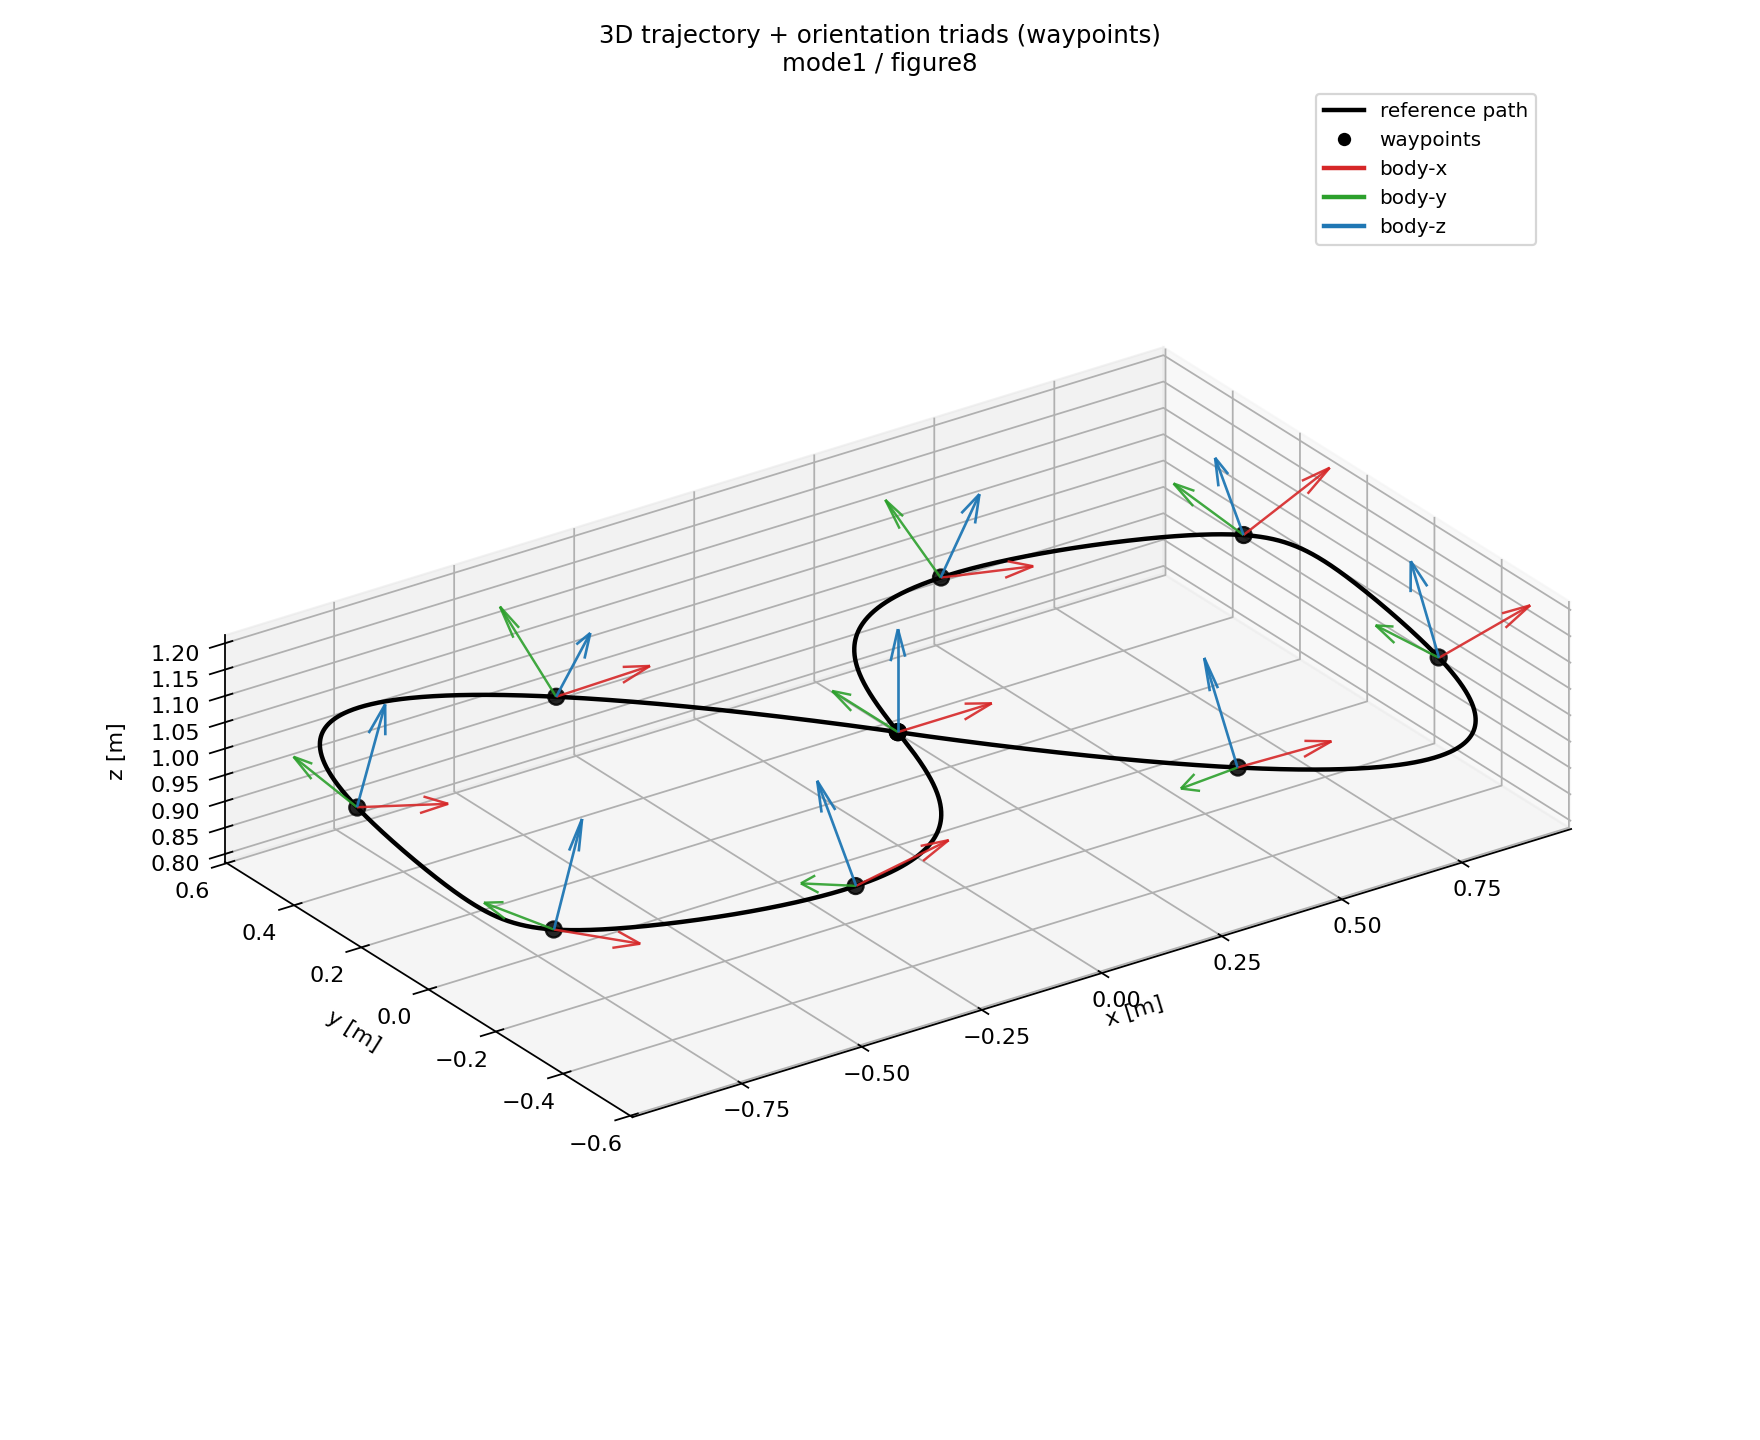 3D trajectory + orientation triads (waypoints)
mode1 / figure8
reference path
waypoints
body-x
body-y
body-z
1.20
1.15
1.10
1.05
1.00
0.95
0.90
0.85
0.80
z [m]
0.6
0.4
0.2
0.0
−0.2
−0.4
−0.6
y [m]
−0.75
−0.50
−0.25
0.00
0.25
0.50
0.75
x [m]